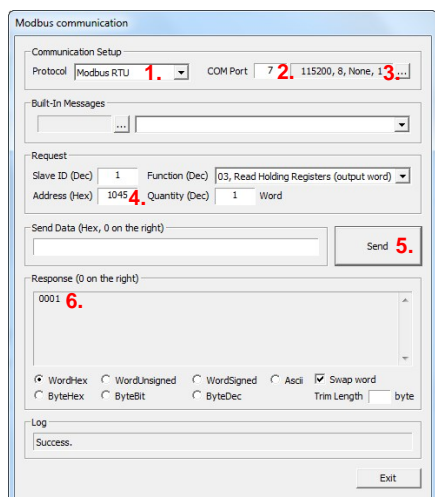 Modbus communication
Communication Setup
Protocol Modbus RTU 1. COM Port 7 2. 115200, 8, None, 1 3. ...
Built-In Messages
...
Request
Slave ID (Dec) 1 Function (Dec) 03, Read Holding Registers (output word)
Address (Hex) 1045 4. Quantity (Dec) 1 Word
Send Data (Hex, 0 on the right)
Send 5.
Response (0 on the right)
0001 6.
WordHex WordUnsigned WordSigned Ascii Swap word
ByteHex ByteBit ByteDec Trim Length byte
Log
Success.
Exit